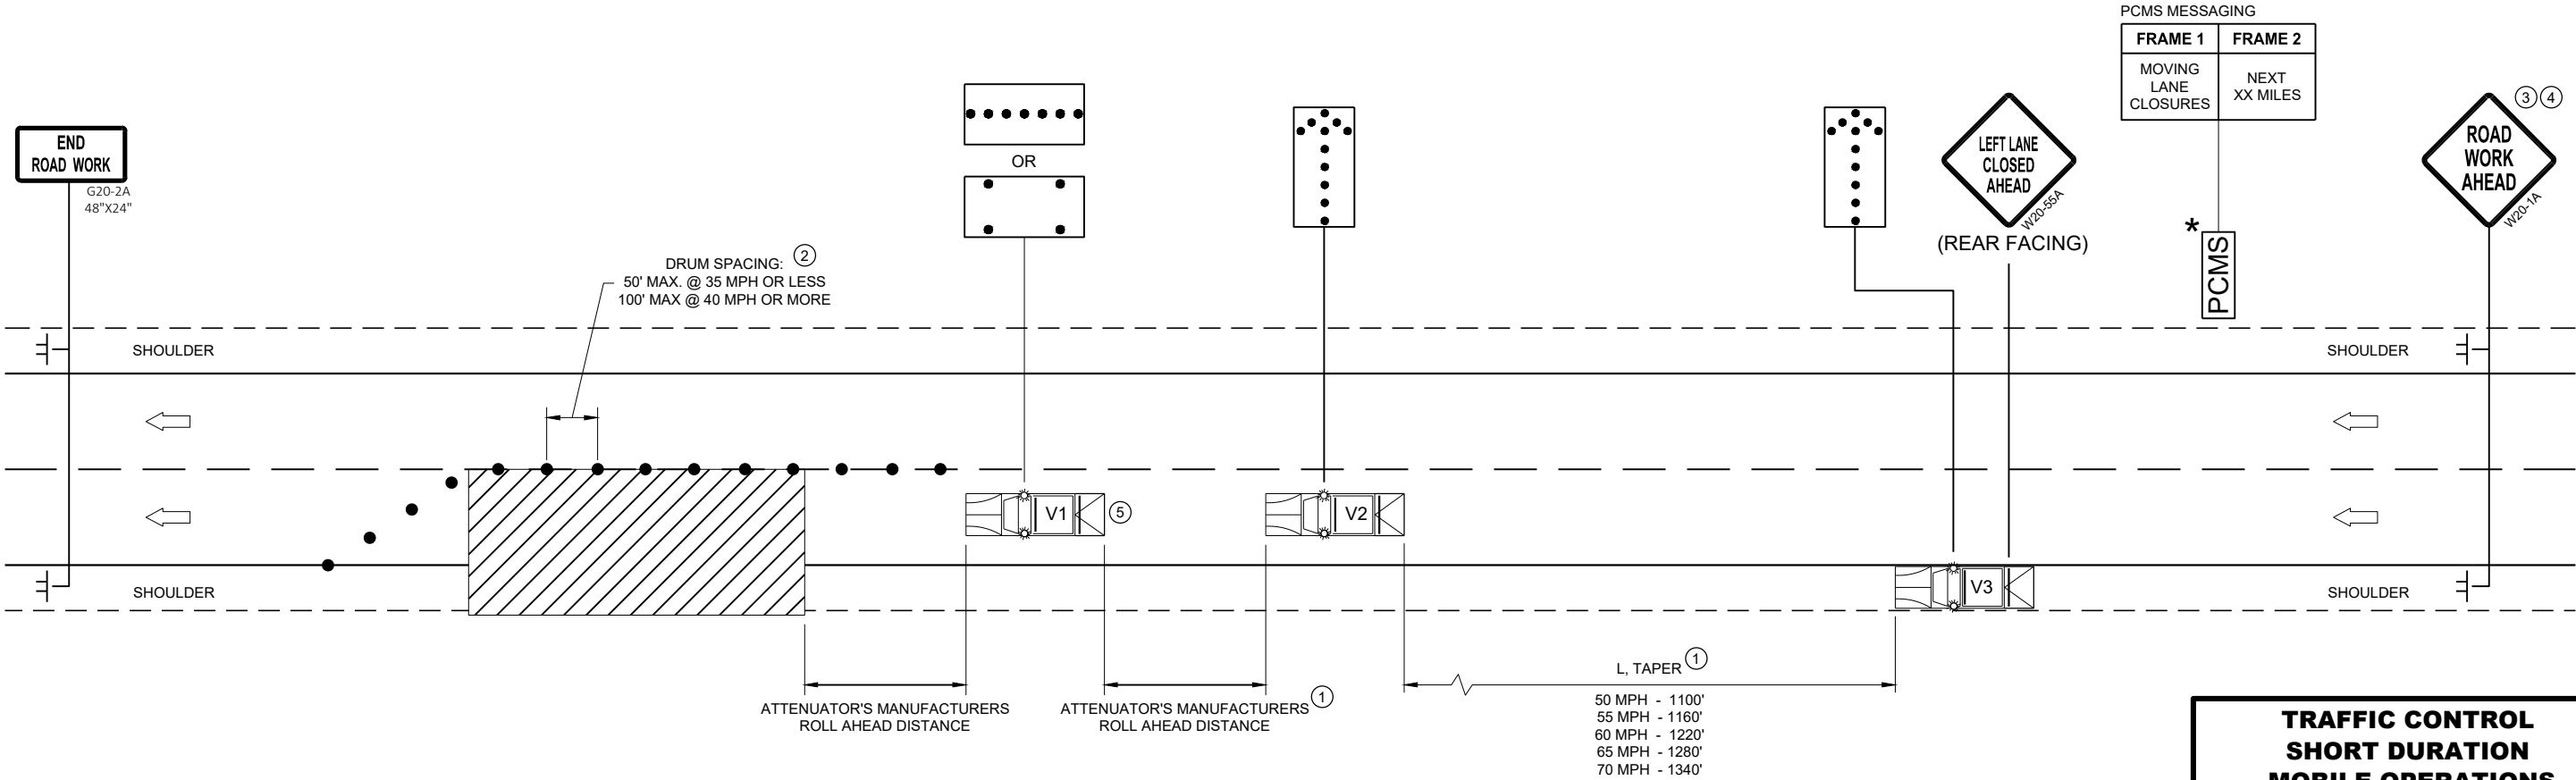 PCMS MESSAGING
FRAME 1
FRAME 2
MOVING
LANE
CLOSURES
NEXT
XX MILES
END
ROAD WORK
G20-2A
48"X24"
OR
LEFT LANE
CLOSED
AHEAD
W20-55A
(REAR FACING)
*
PCMS
3 4
ROAD
WORK
AHEAD
W20-1A
DRUM SPACING: 2
50' MAX. @ 35 MPH OR LESS
100' MAX @ 40 MPH OR MORE
SHOULDER
SHOULDER
V1
5
V2
V3
SHOULDER
SHOULDER
ATTENUATOR'S MANUFACTURERS
ROLL AHEAD DISTANCE
ATTENUATOR'S MANUFACTURERS 1
ROLL AHEAD DISTANCE
L, TAPER 1
50 MPH - 1100'
55 MPH - 1160'
60 MPH - 1220'
65 MPH - 1280'
70 MPH - 1340'
TRAFFIC CONTROL
SHORT DURATION
MOBILE OPERATIONS